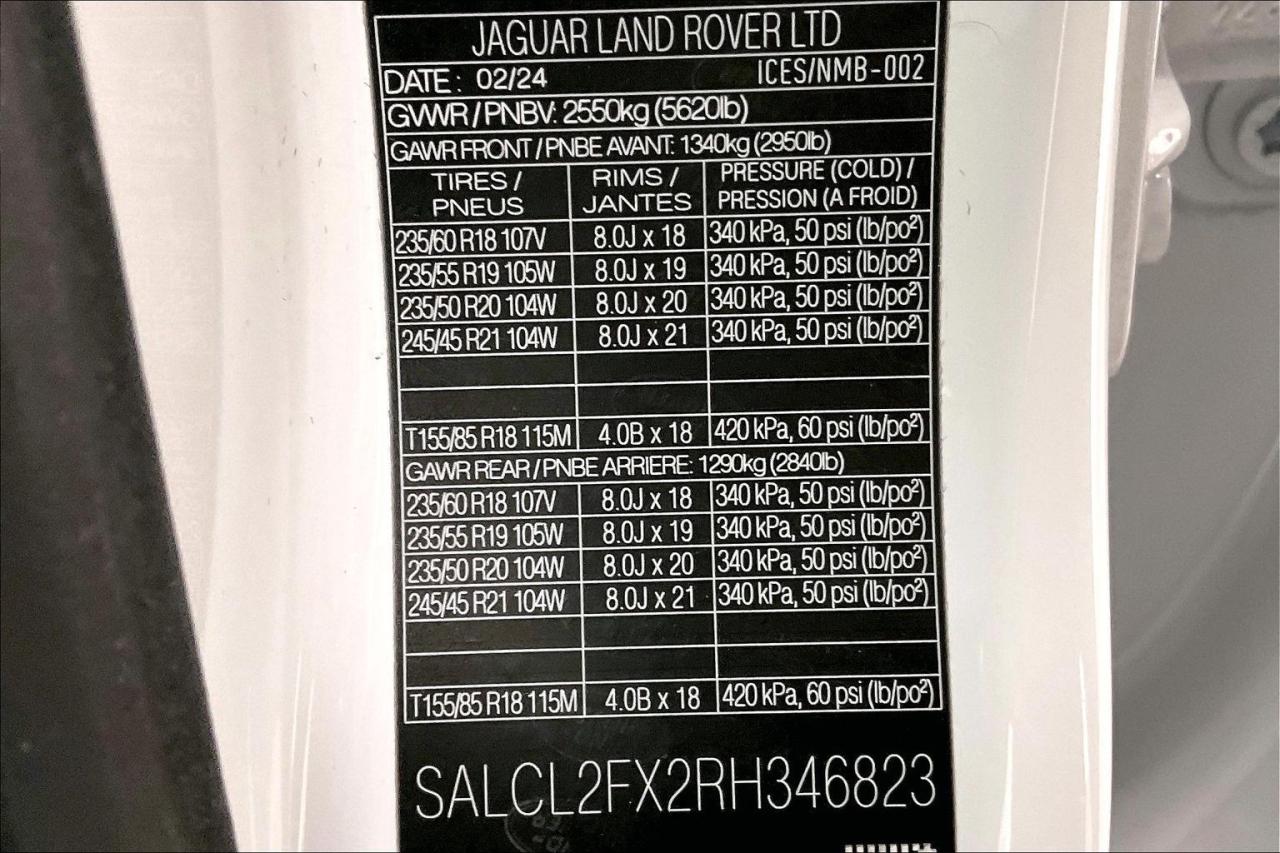 JAGUAR LAND ROVER LTD
DATE: 02/24 ICES/NMB-002
GVWR/PNBV: 2550kg (5620lb)
GAWR FRONT/PNBE AVANT: 1340kg (2950lb)
TIRES / PNEUS RIMS / JANTES PRESSURE (COLD) / PRESSION (A FROID)
235/60 R18 107V 8.0J x 18 340 kPa, 50 psi (lb/po²)
235/55 R19 105W 8.0J x 19 340 kPa, 50 psi (lb/po²)
235/50 R20 104W 8.0J x 20 340 kPa, 50 psi (lb/po²)
245/45 R21 104W 8.0J x 21 340 kPa, 50 psi (lb/po²)
T155/85 R18 115M 4.0B x 18 420 kPa, 60 psi (lb/po²)
GAWR REAR/PNBE ARRIERE: 1290kg (2840lb)
235/60 R18 107V 8.0J x 18 340 kPa, 50 psi (lb/po²)
235/55 R19 105W 8.0J x 19 340 kPa, 50 psi (lb/po²)
235/50 R20 104W 8.0J x 20 340 kPa, 50 psi (lb/po²)
245/45 R21 104W 8.0J x 21 340 kPa, 50 psi (lb/po²)
T155/85 R18 115M 4.0B x 18 420 kPa, 60 psi (lb/po²)
SALCL2FX2RH346823